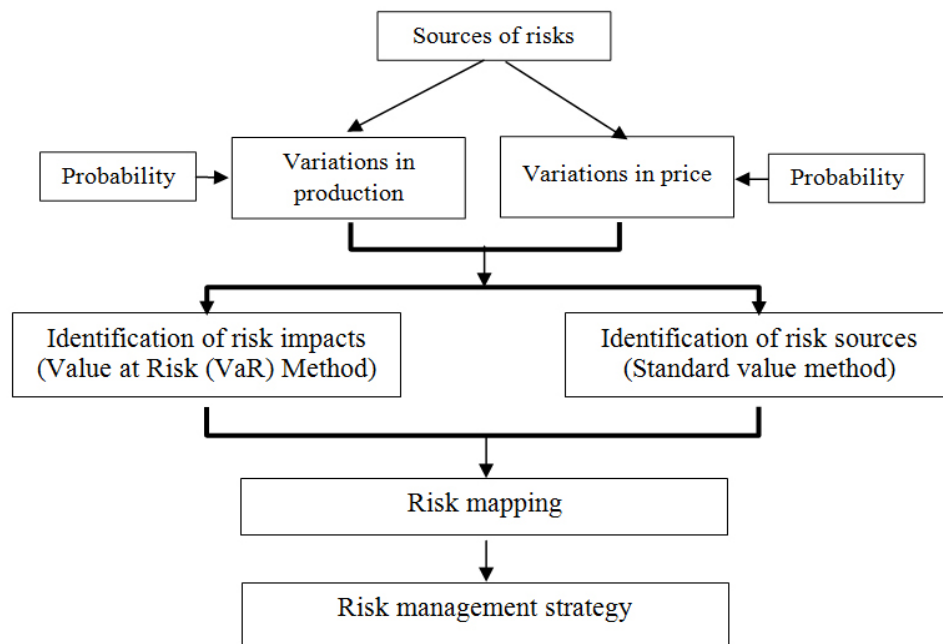 Sources of risks
Probability
Variations in
production
Variations in price
Probability
Identification of risk impacts
(Value at Risk (VaR) Method)
Identification of risk sources
(Standard value method)
Risk mapping
Risk management strategy